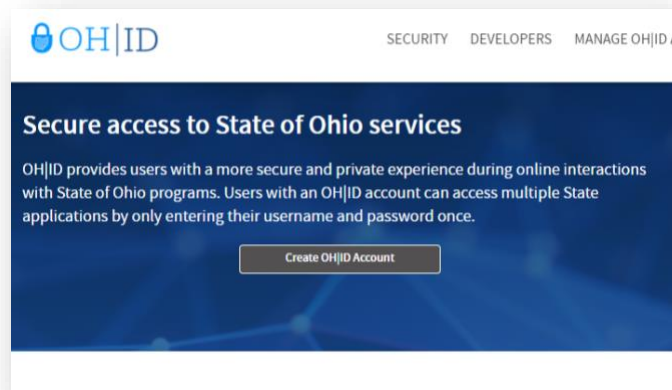 OH|ID
SECURITY DEVELOPERS MANAGE OH|ID
Secure access to State of Ohio services
OH|ID provides users with a more secure and private experience during online interactions
with State of Ohio programs. Users with an OH|ID account can access multiple State
applications by only entering their username and password once.
Create OH|ID Account